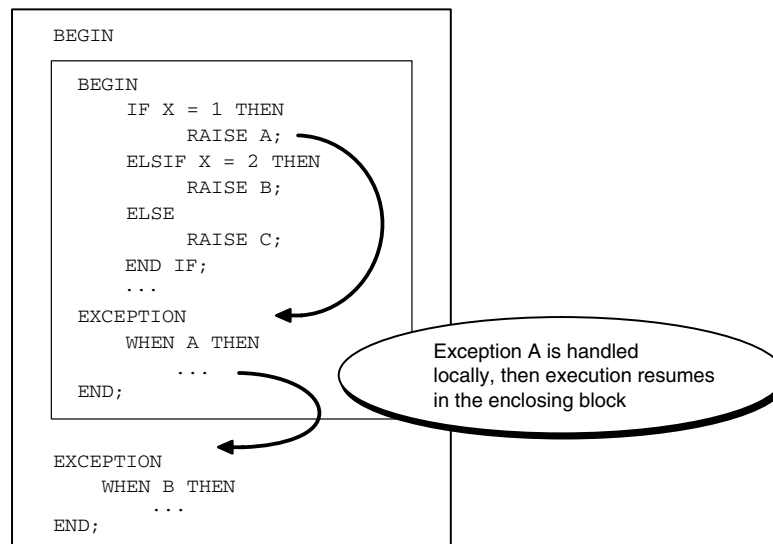 BEGIN
BEGIN
IF X = 1 THEN
RAISE A;
ELSIF X = 2 THEN
RAISE B;
ELSE
RAISE C;
END IF;
...
EXCEPTION
WHEN A THEN
...
END;
EXCEPTION
WHEN B THEN
...
END;
Exception A is handled
locally, then execution resumes
in the enclosing block